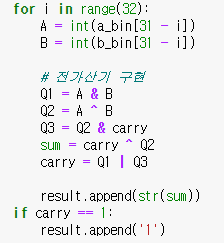 for i in range(32):
    A = int(a_bin[31 - i])
    B = int(b_bin[31 - i])

    # 전가산기 구현
    Q1 = A & B
    Q2 = A ^ B
    Q3 = Q2 & carry
    sum = carry ^ Q2
    carry = Q1 | Q3

    result.append(str(sum))
if carry == 1:
    result.append('1')